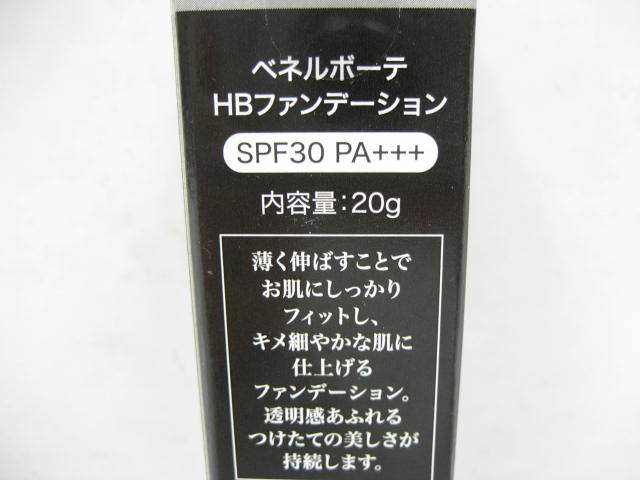 ベネルボーテ
HBファンデーション
SPF30 PA+++
内容量：20g
薄く伸ばすことで
お肌にしっかり
フィットし、
キメ細やかな肌に
仕上げる
ファンデーション。
透明感あふれる
つけたての美しさが
持続します。